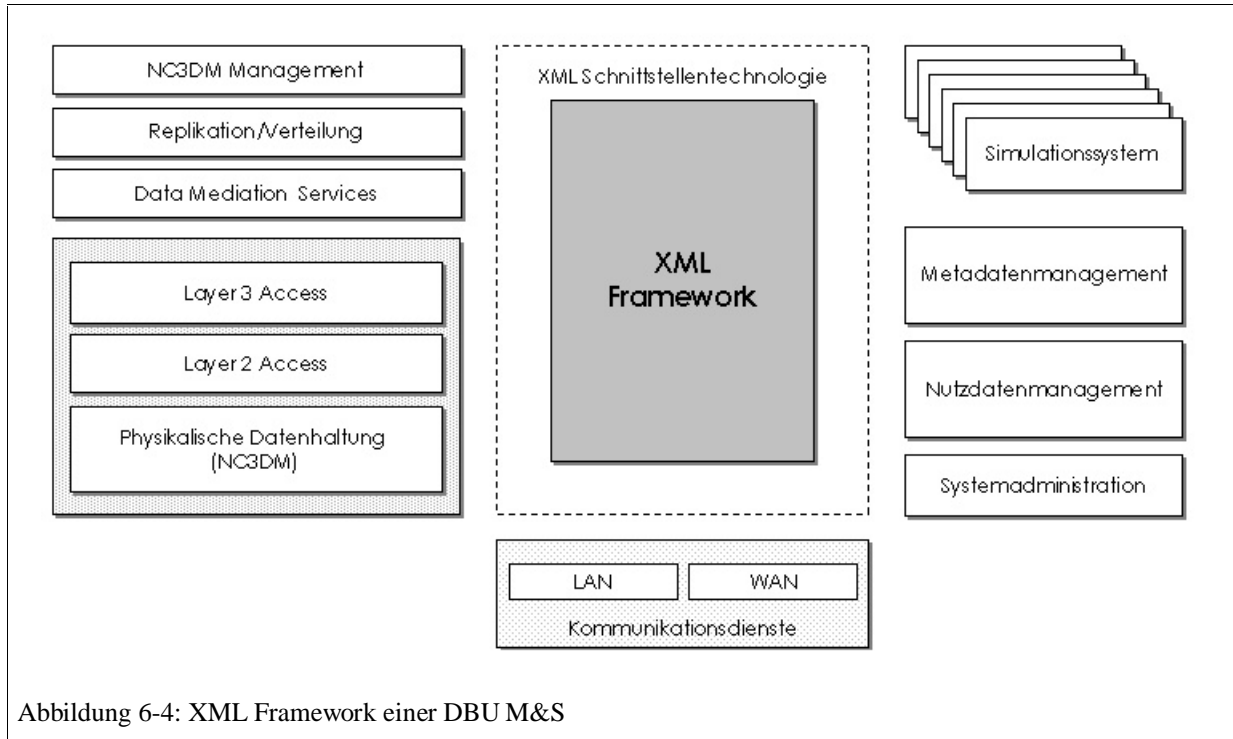 NC3DM Management
Replikation/Verteilung
Data Mediation Services
Layer 3 Access
Layer 2 Access
Physikalische Datenhaltung
(NC3DM)
XML Schnittstellentechnologie
XML
Framework
LAN
WAN
Kommunikationsdienste
Simulationssystem
Metadatenmanagement
Nutzdatenmanagement
Systemadministration
Abbildung 6-4: XML Framework einer DBU M&S